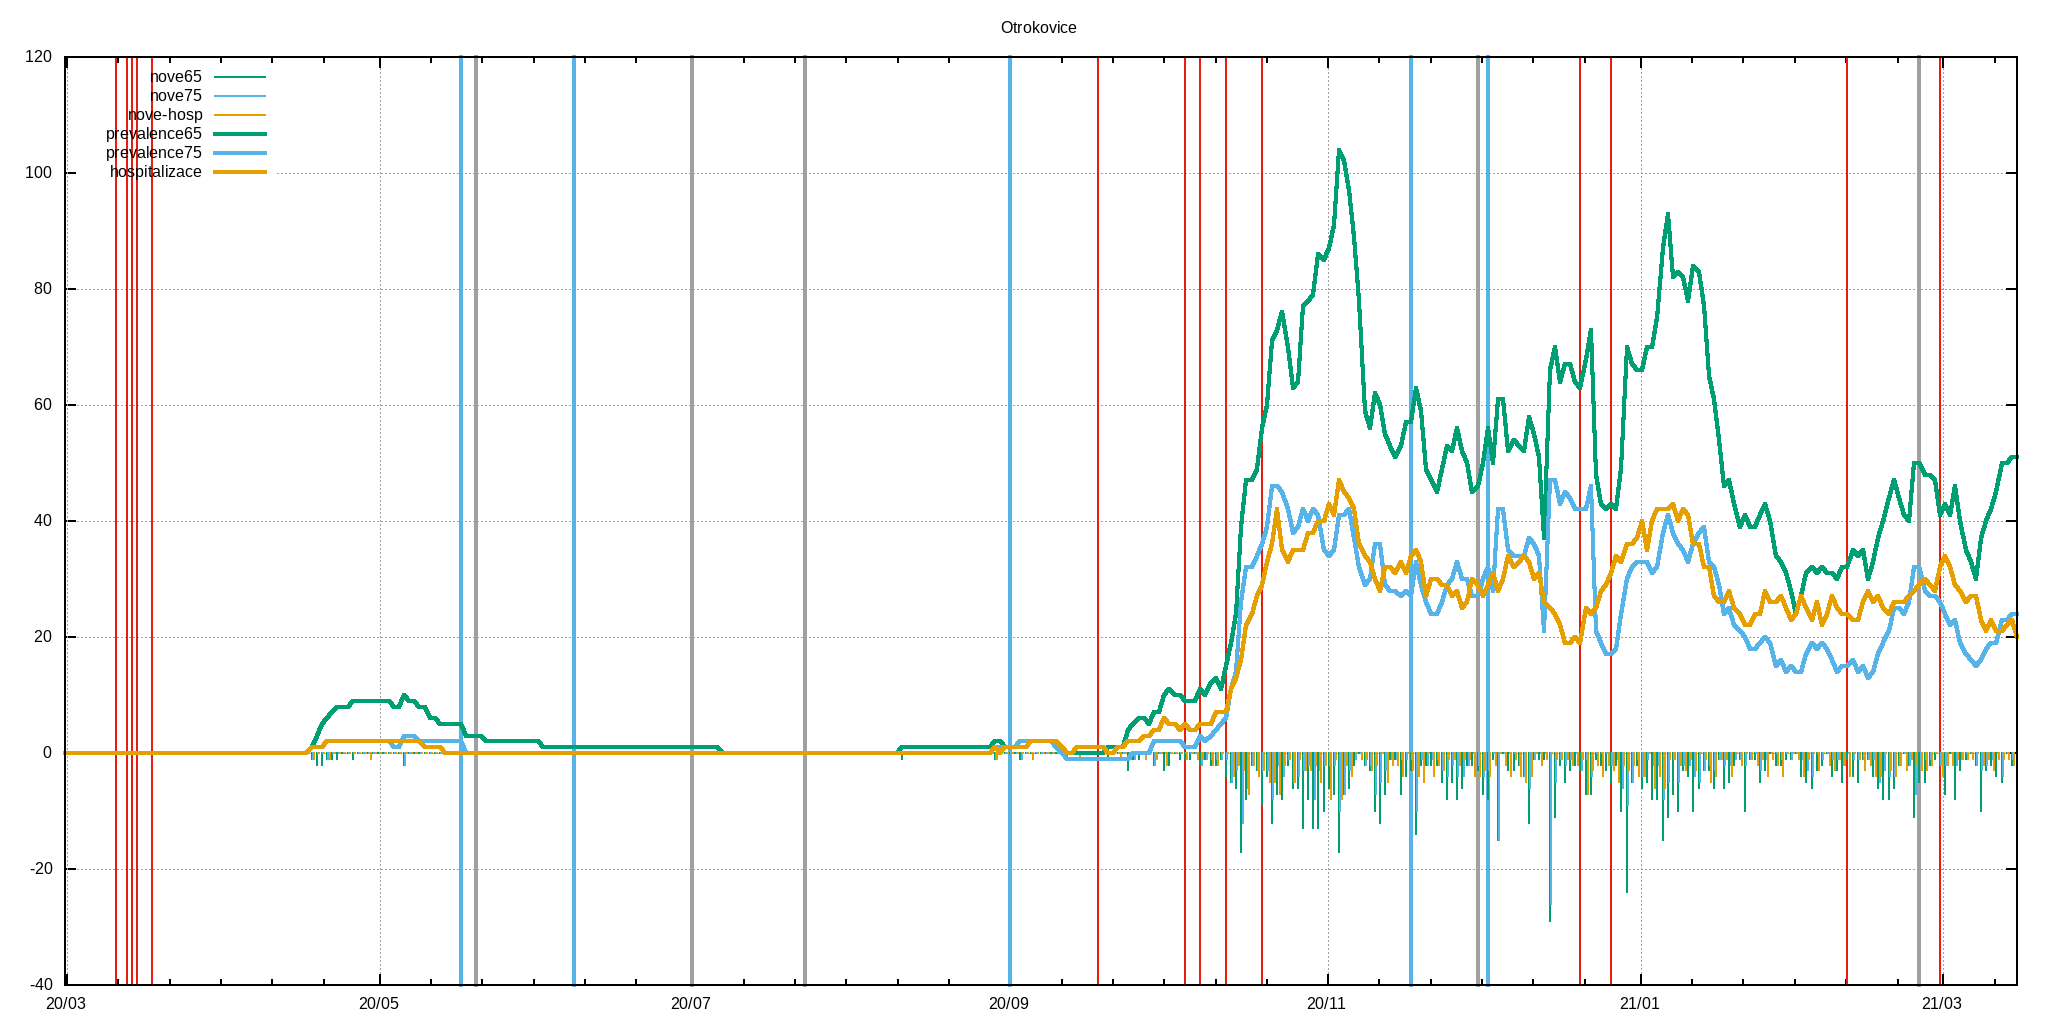 Otrokovice
120
100
80
60
40
20
0
-20
-40
nove65
nove75
nove-hosp
prevalence65
prevalence75
hospitalizace
20/03 20/05 20/07 20/09 20/11 21/01 21/03